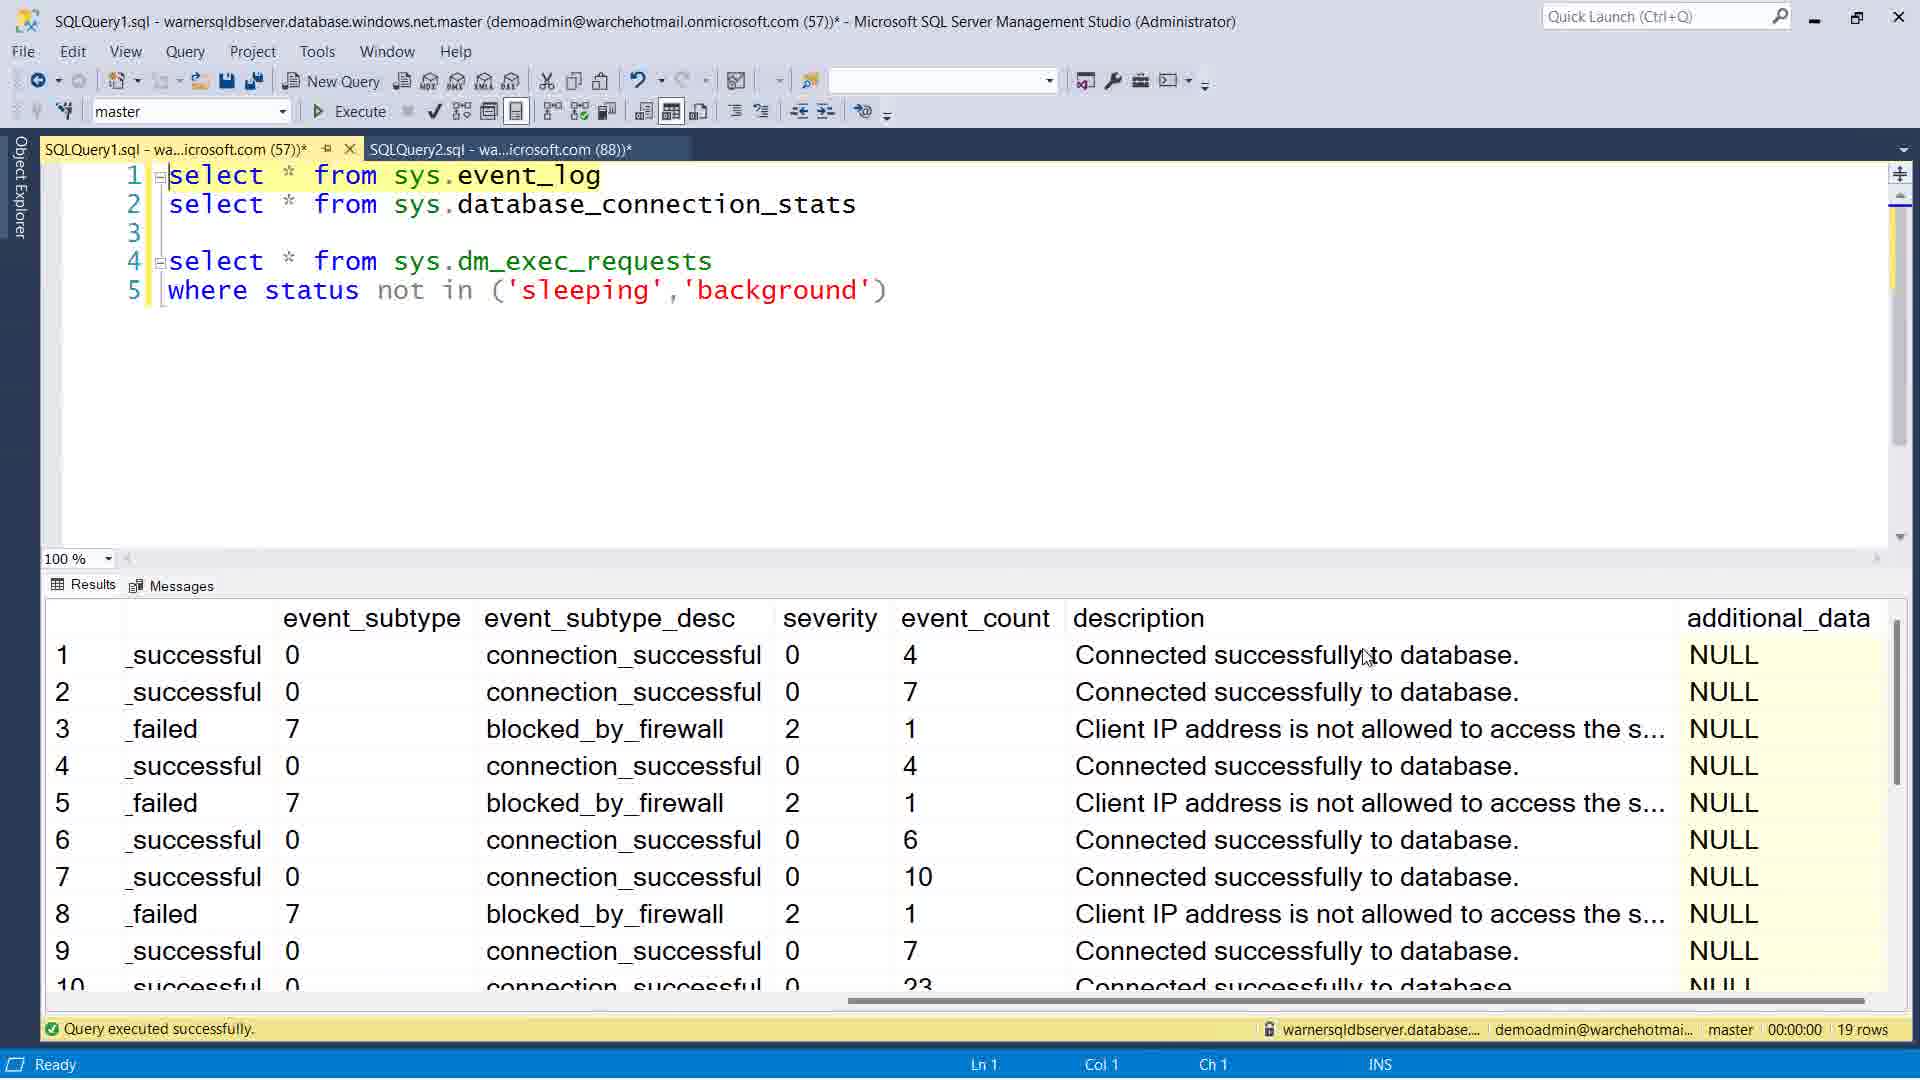 SQLQuery1.sql - warnersqldbserver.database.windows.net.master (demoadmin@warchehotmail.onmicrosoft.com (57))* - Microsoft SQL Server Management Studio (Administrator)
Quick Launch (Ctrl+Q)
File Edit View Query Project Tools Window Help
New Query
master Execute
Object Explorer
SQLQuery1.sql - wa...icrosoft.com (57))* SQLQuery2.sql - wa...icrosoft.com (88))*
1 select * from sys.event_log
2 select * from sys.database_connection_stats
3
4 select * from sys.dm_exec_requests
5 where status not in ('sleeping','background')
100 %
Results Messages
event_subtype event_subtype_desc severity event_count description additional_data
1 _successful 0 connection_successful 0 4 Connected successfully to database. NULL
2 _successful 0 connection_successful 0 7 Connected successfully to database. NULL
3 _failed 7 blocked_by_firewall 2 1 Client IP address is not allowed to access the s... NULL
4 _successful 0 connection_successful 0 4 Connected successfully to database. NULL
5 _failed 7 blocked_by_firewall 2 1 Client IP address is not allowed to access the s... NULL
6 _successful 0 connection_successful 0 6 Connected successfully to database. NULL
7 _successful 0 connection_successful 0 10 Connected successfully to database. NULL
8 _failed 7 blocked_by_firewall 2 1 Client IP address is not allowed to access the s... NULL
9 _successful 0 connection_successful 0 7 Connected successfully to database. NULL
10 _successful 0 connection_successful 0 23 Connected successfully to database. NULL
Query executed successfully. warnersqldbserver.database.... demoadmin@warchehotmai... master 00:00:00 19 rows
Ready Ln 1 Col 1 Ch 1 INS